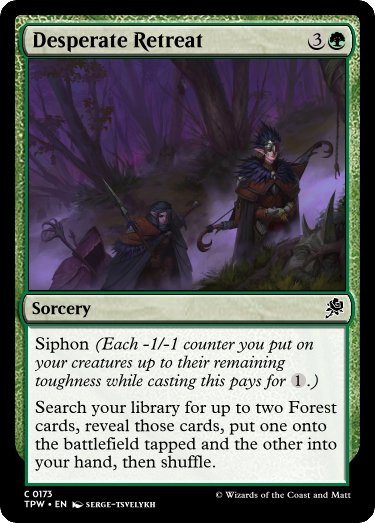 Desperate Retreat 3
Sorcery
Siphon (Each -1/-1 counter you put on
your creatures up to their remaining
toughness while casting this pays for 1.)
Search your library for up to two Forest
cards, reveal those cards, put one onto
the battlefield tapped and the other into
your hand, then shuffle.
C 0173
TPW • EN SERGE-TSVELYKH
© Wizards of the Coast and Matt